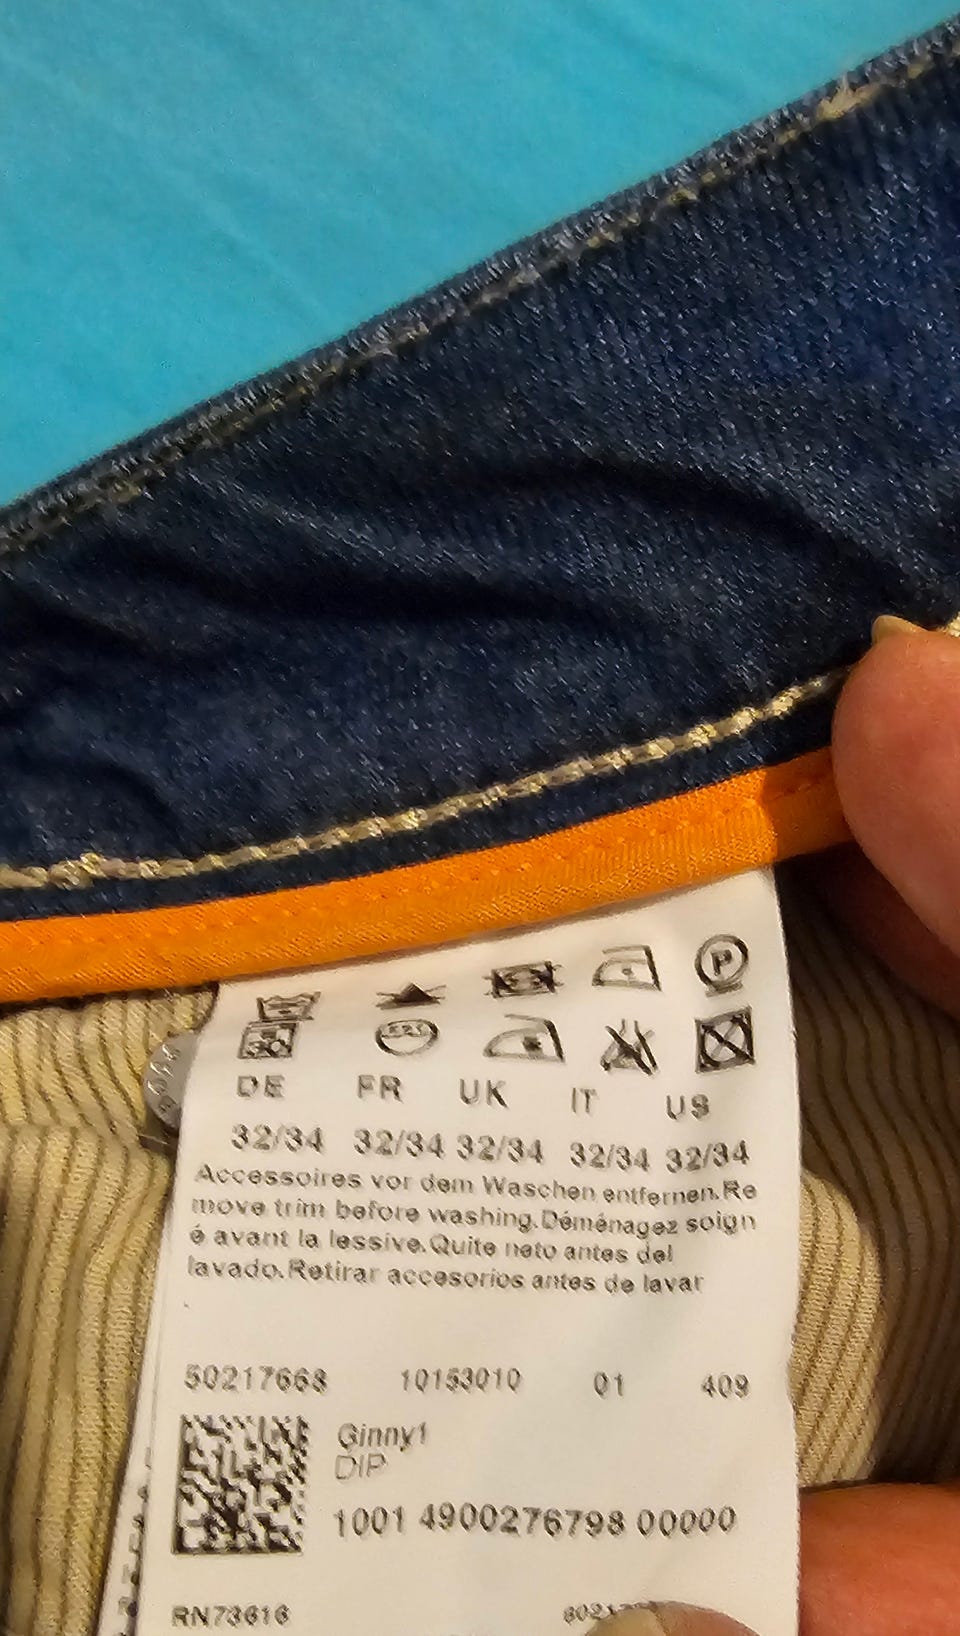 P
30
DE FR UK IT US
32/34 32/34 32/34 32/34 32/34
Accessoires vor dem Waschen entfernen.Re
move trim before washing.Déménagez soign
é avant la lessive.Quite neto antes del
lavado.Retirar accesorios antes de lavar
50217668 10153010 01 409
Ginny1
DIP
1001 4900276798 00000
RN73616